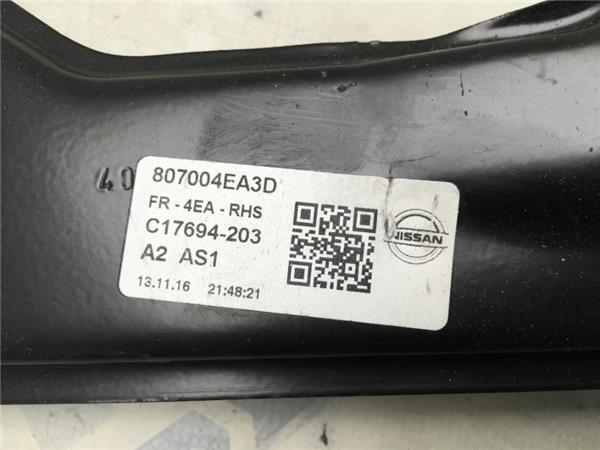 40
807004EA3D
FR - 4EA - RHS
C17694-203
A2 AS1
13.11.16 21:48:21
NISSAN